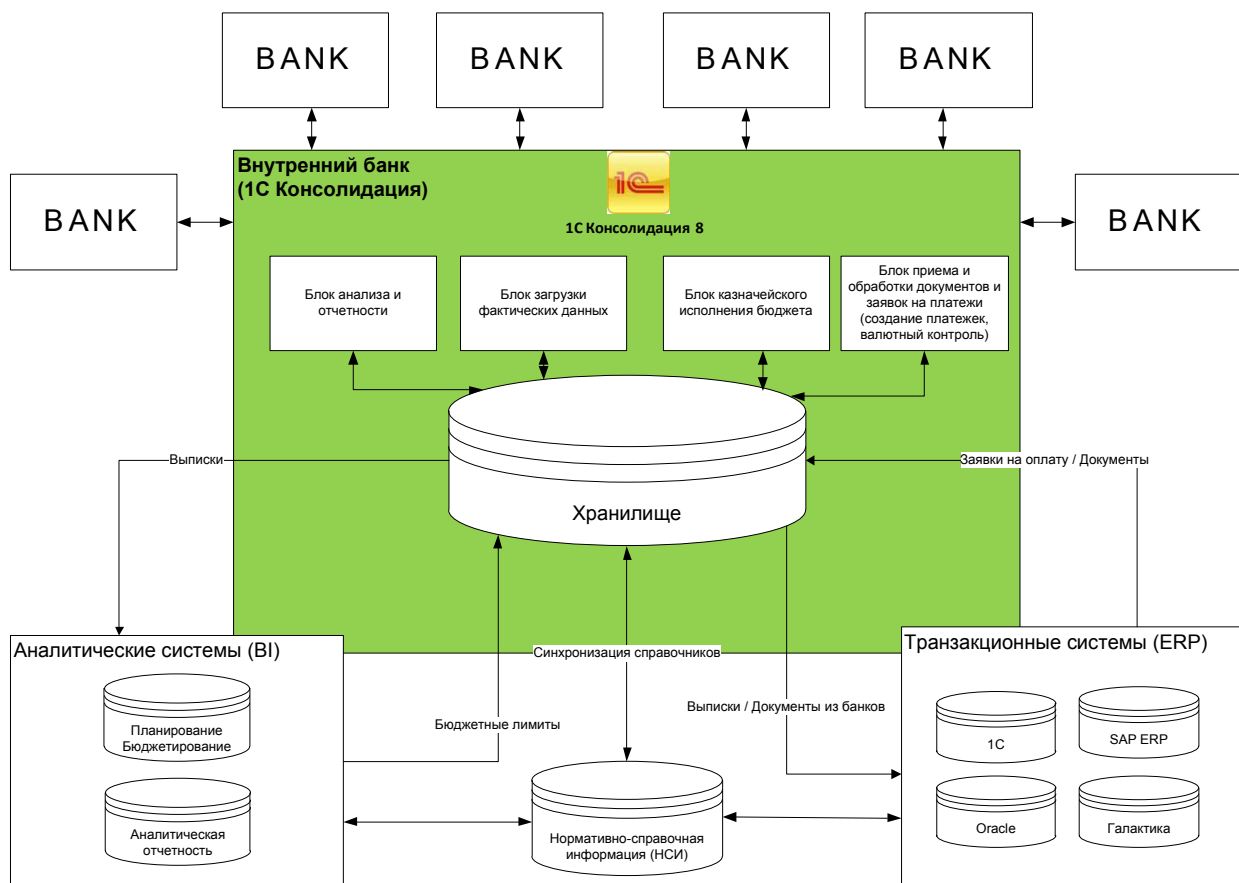 BANK
BANK
BANK
BANK
BANK
BANK
Внутренний банк
(1С Консолидация)
1С
1С Консолидация 8
Блок анализа и
отчетности
Блок загрузки
фактических данных
Блок казначейского
исполнения бюджета
Блок приема и
обработки документов и
заявок на платежи
(создание платежек,
валютный контроль)
Выписки
Заявки на оплату / Документы
Хранилище
Аналитические системы (BI)
Планирование
Бюджетирование
Аналитическая
отчетность
Синхронизация справочников
Бюджетные лимиты
Выписки / Документы из банков
Нормативно-справочная
информация (НСИ)
Транзакционные системы (ERP)
1С
SAP ERP
Oracle
Галактика